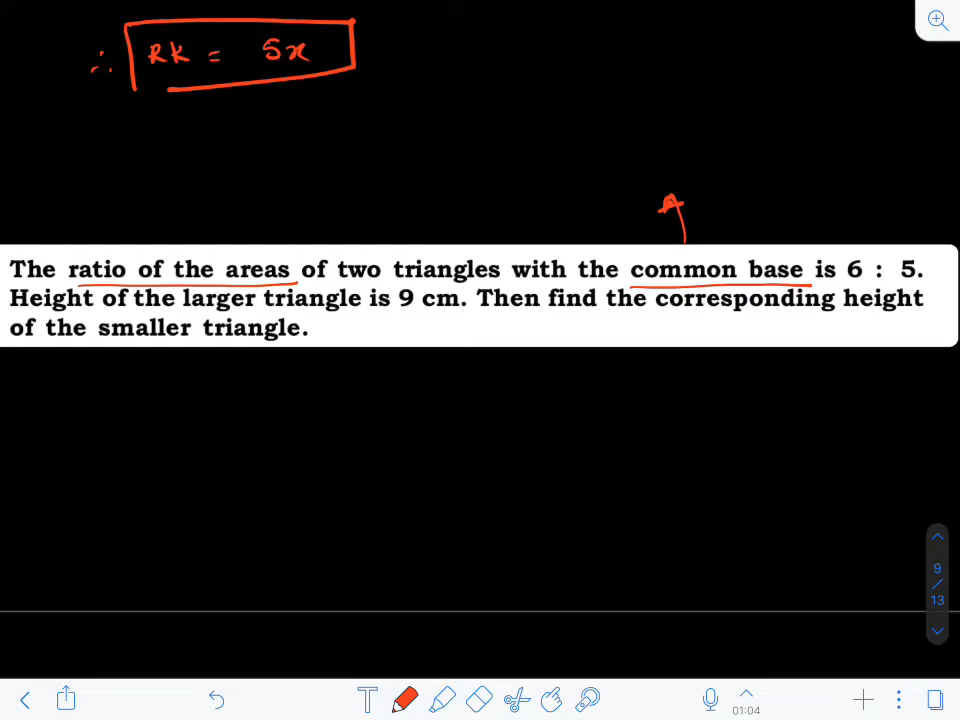 ∴ RK = 5x
The ratio of the areas of two triangles with the common base is 6 : 5.
Height of the larger triangle is 9 cm. Then find the corresponding height
of the smaller triangle.
9
/
13
T
01:04